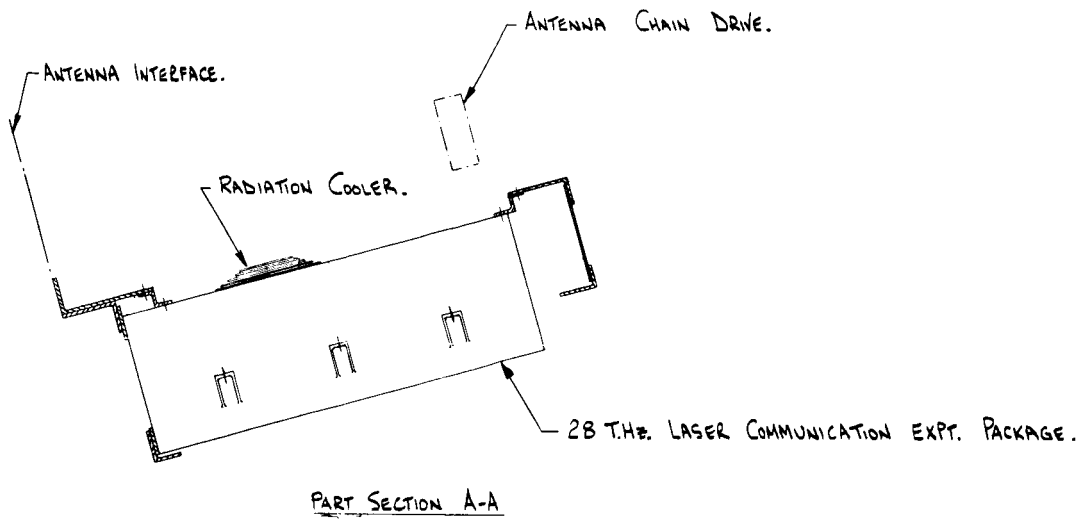 ANTENNA CHAIN DRIVE.
ANTENNA INTERFACE.
RADIATION COOLER.
28 T.Hz. LASER COMMUNICATION EXPT. PACKAGE.
PART SECTION A-A